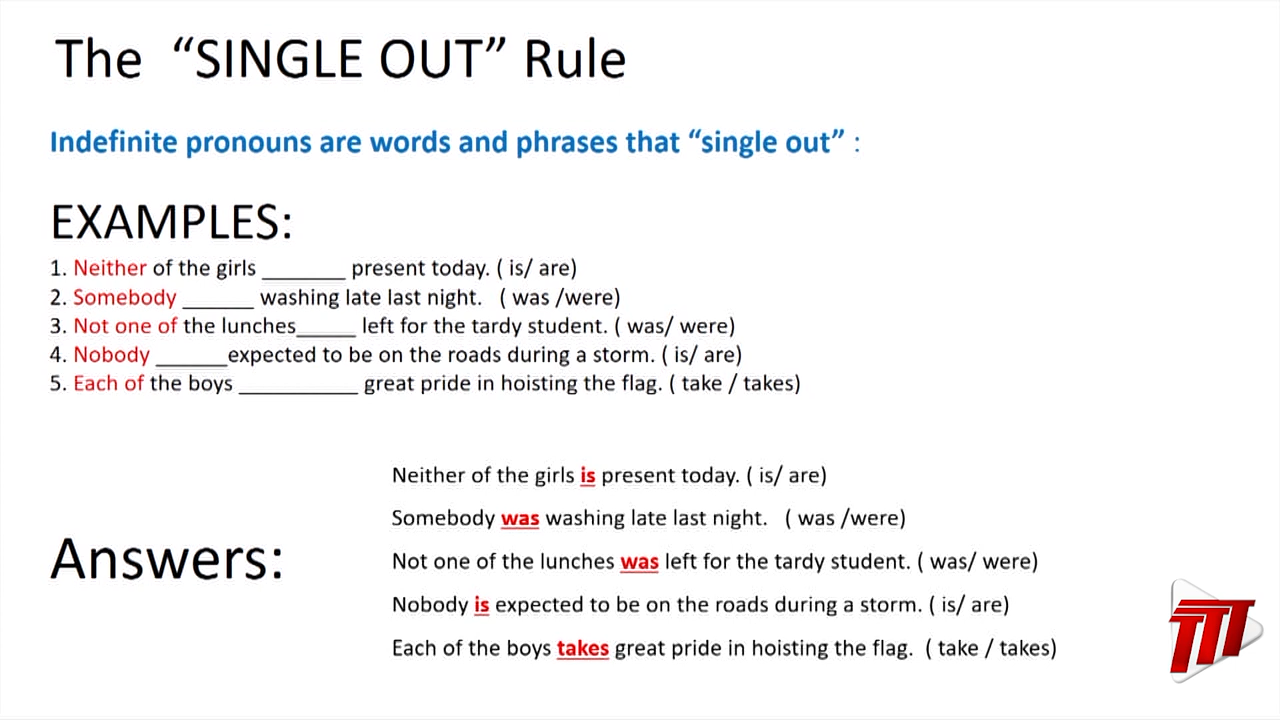 The “SINGLE OUT” Rule
Indefinite pronouns are words and phrases that “single out” :
EXAMPLES:
1. Neither of the girls _______ present today. ( is/ are)
2. Somebody ______ washing late last night. ( was /were)
3. Not one of the lunches_____ left for the tardy student. ( was/ were)
4. Nobody ______expected to be on the roads during a storm. ( is/ are)
5. Each of the boys __________ great pride in hoisting the flag. ( take / takes)
Answers:
Neither of the girls is present today. ( is/ are)
Somebody was washing late last night. ( was /were)
Not one of the lunches was left for the tardy student. ( was/ were)
Nobody is expected to be on the roads during a storm. ( is/ are)
Each of the boys takes great pride in hoisting the flag. ( take / takes)
TTT